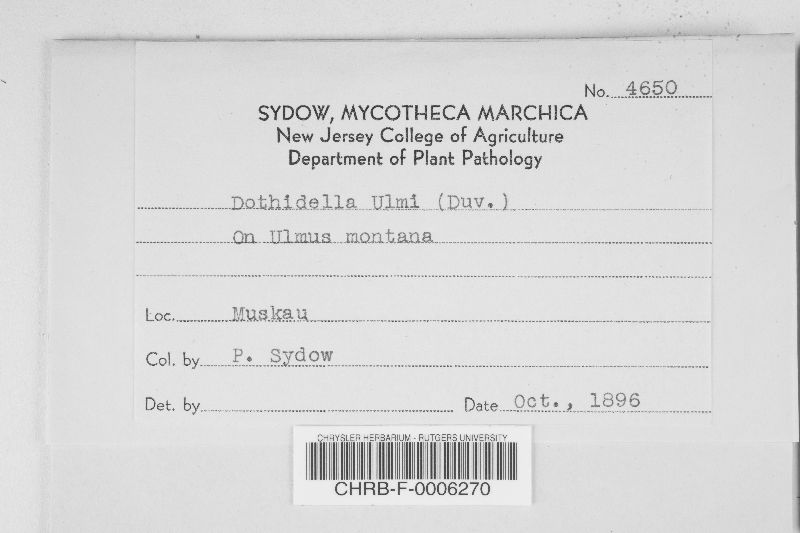 No. 4650
SYDOW, MYCOTHECA MARCHICA
New Jersey College of Agriculture
Department of Plant Pathology
Dothidella Ulmi (Duv.)
On Ulmus montana
Loc. Muskau
Col. by P. Sydow
Det. by Date Oct., 1896
CHRYSLER HERBARIUM - RUTGERS UNIVERSITY
CHRB-F-0006270